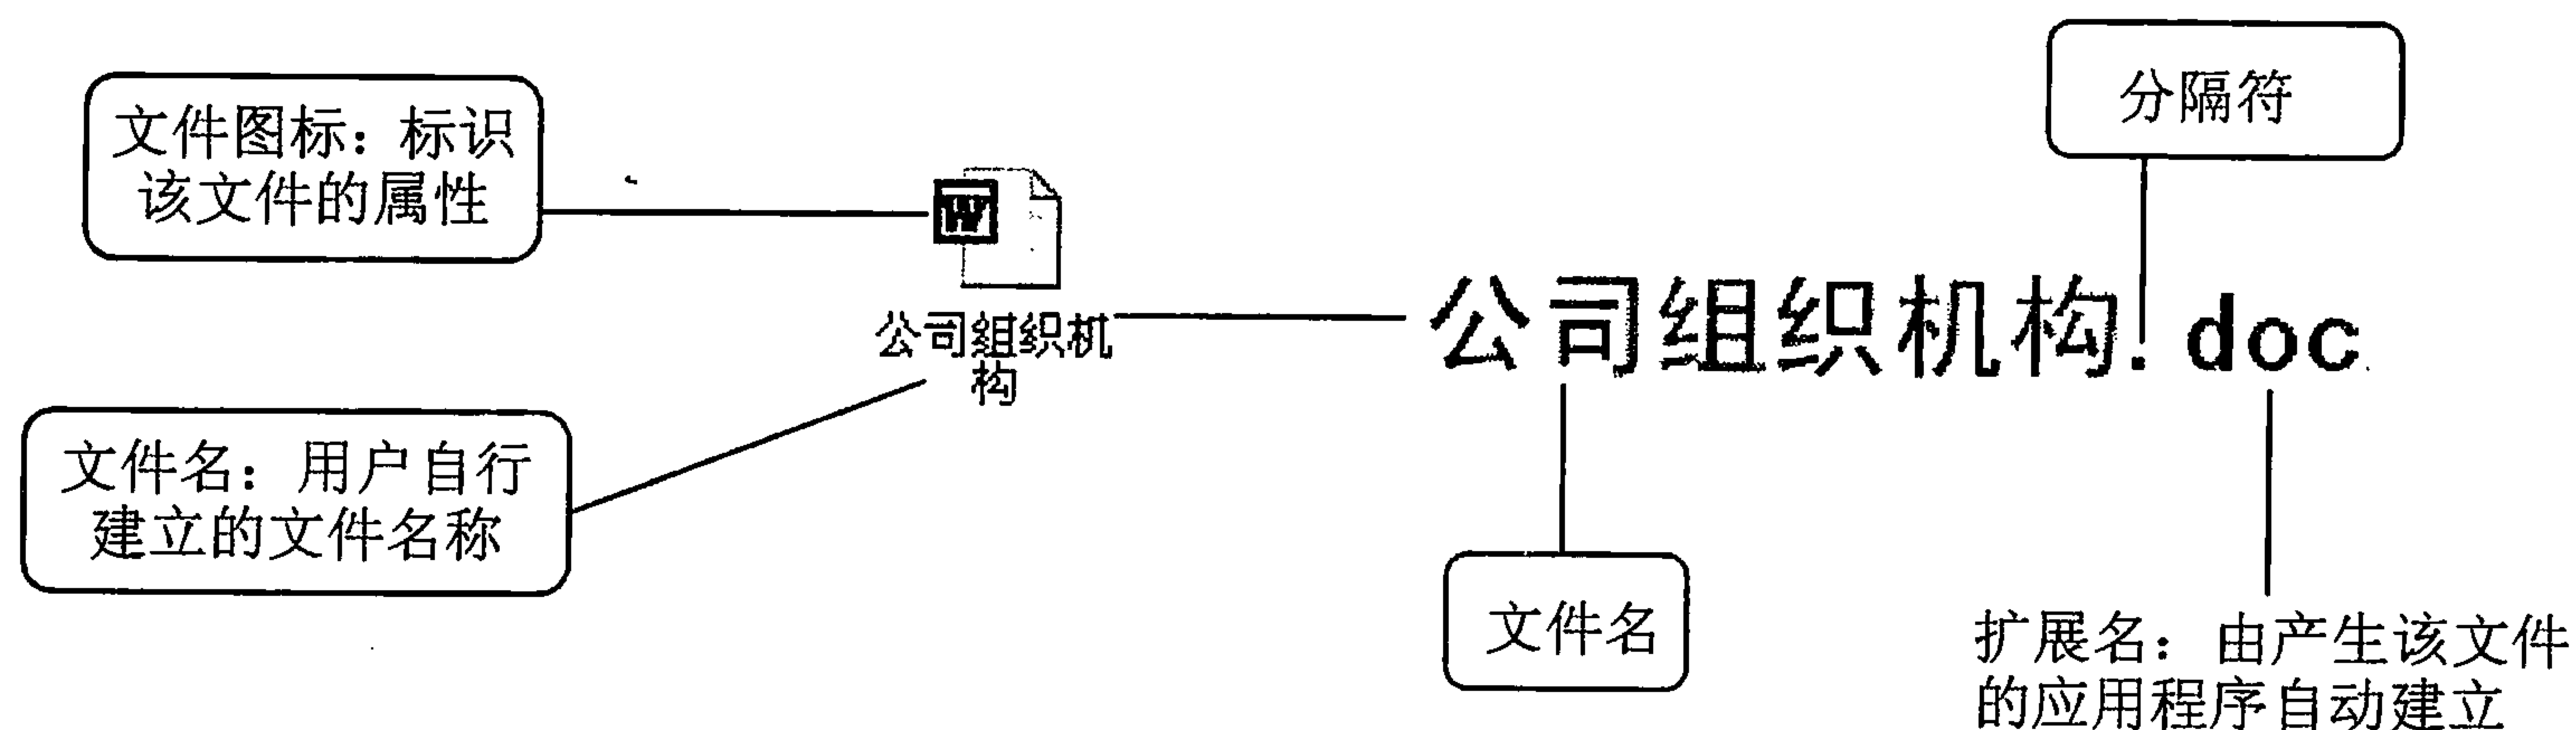 分隔符
文件图标：标识
该文件的属性
W
公司组织机
构
公司组织机构.doc
文件名：用户自行
建立的文件名称
文件名
扩展名：由产生该文件
的应用程序自动建立